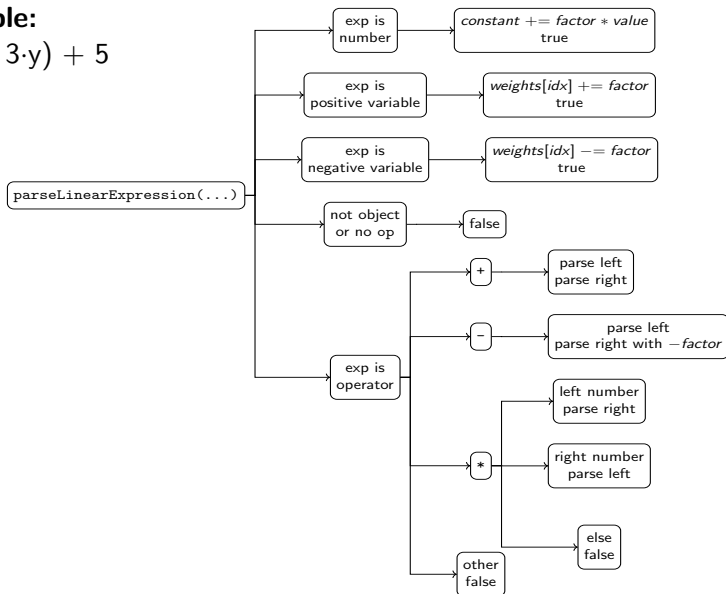 ble:
3·y) + 5
exp is
number
constant += factor * value
true
exp is
positive variable
weights[idx] += factor
true
exp is
negative variable
weights[idx] −= factor
true
parseLinearExpression(...)
not object
or no op
false
+
parse left
parse right
-
parse left
parse right with −factor
exp is
operator
left number
parse right
*
right number
parse left
else
false
other
false